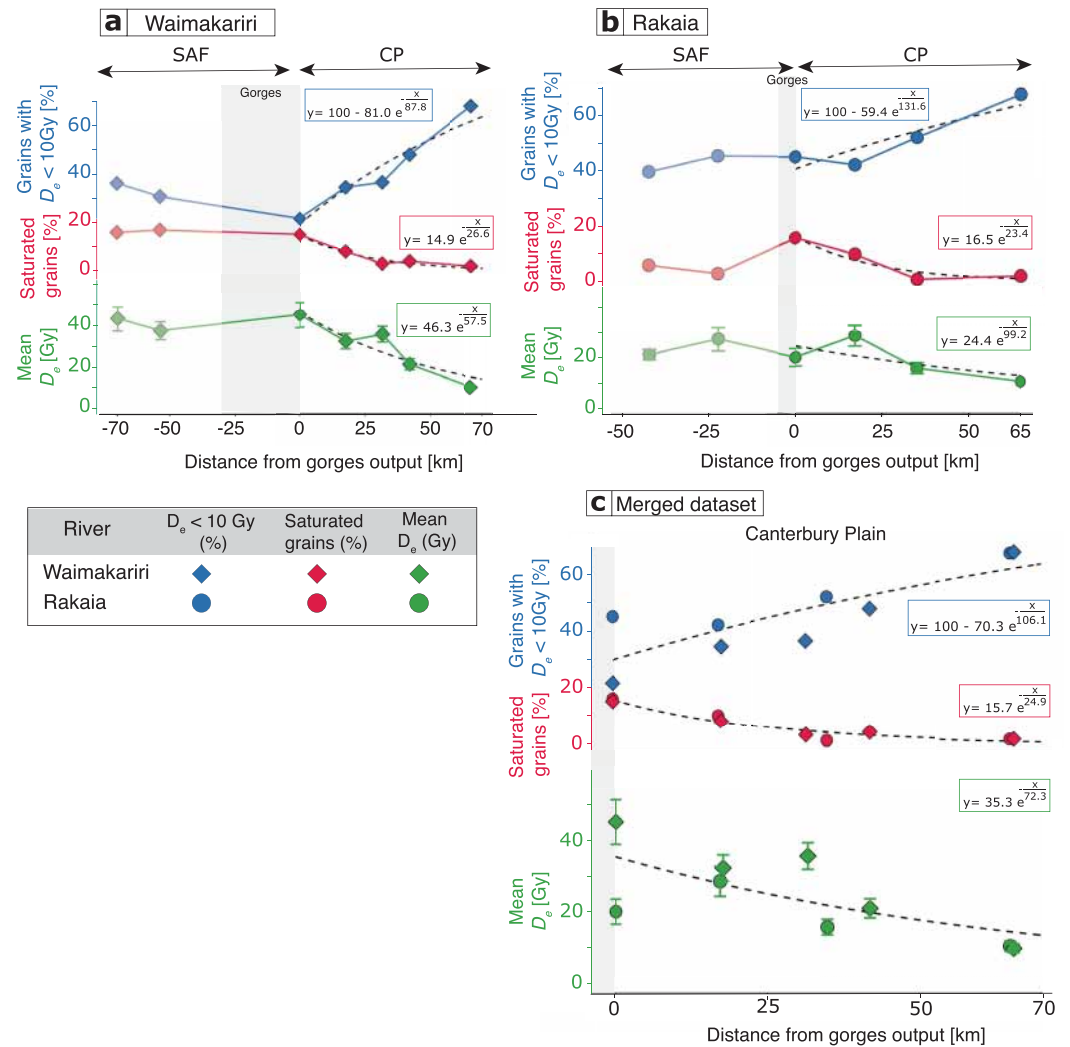 a Waimakariri
SAF
CP
Gorges
Grains with
De < 10Gy [%]
60
40
20
y= 100 - 81.0 e^-x/87.8
Saturated
grains [%]
0
y= 14.9 e^-x/26.6
Mean
De [Gy]
40
20
0
y= 46.3 e^-x/57.5
-70 -50 -25 0 25 50 70
Distance from gorges output [km]
b Rakaia
SAF
CP
Gorges
Grains with
De < 10Gy [%]
60
40
20
y= 100 - 59.4 e^-x/131.6
Saturated
grains [%]
0
y= 16.5 e^-x/23.4
Mean
De [Gy]
20
0
y= 24.4 e^-x/99.2
-50 -25 0 25 50 65
Distance from gorges output [km]
River De < 10 Gy (%) Saturated grains (%) Mean De (Gy)
Waimakariri
Rakaia
c Merged dataset
Canterbury Plain
Grains with
De < 10Gy [%]
60
40
20
y= 100 - 70.3 e^-x/106.1
Saturated
grains [%]
0
y= 15.7 e^-x/24.9
Mean
De [Gy]
40
20
0
y= 35.3 e^-x/72.3
0 25 50 70
Distance from gorges output [km]